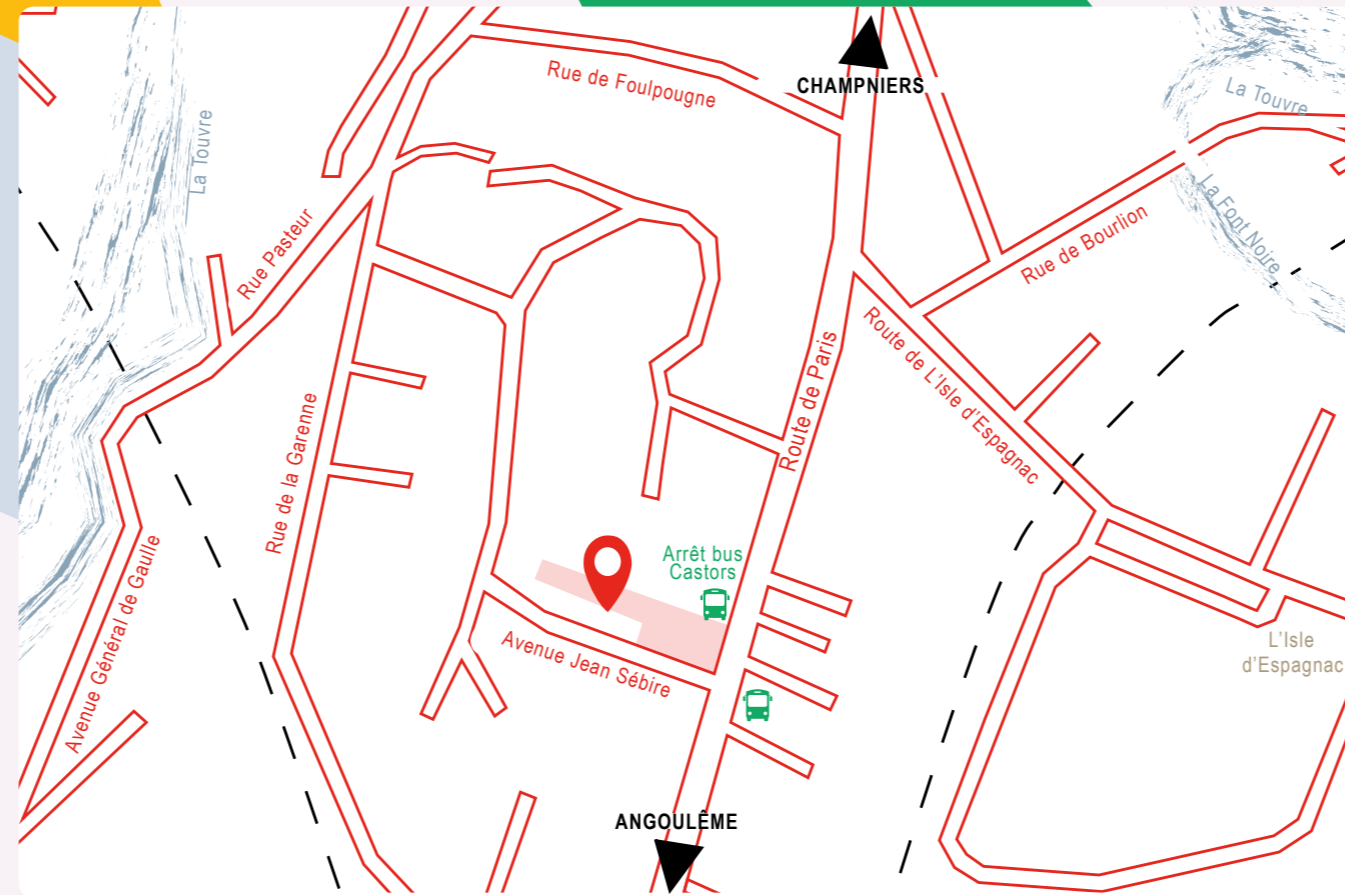 CHAMPNIERS
Rue de Foulpougne
La Touvre
La Touvre
La Font Noire
Rue Pasteur
Rue de Bourlion
Route de Paris
Route de L'Isle d'Espagnac
Rue de la Garenne
Avenue Général de Gaulle
Arrêt bus
Castors
Avenue Jean Sébire
L'Isle
d'Espagnac
ANGOULÊME